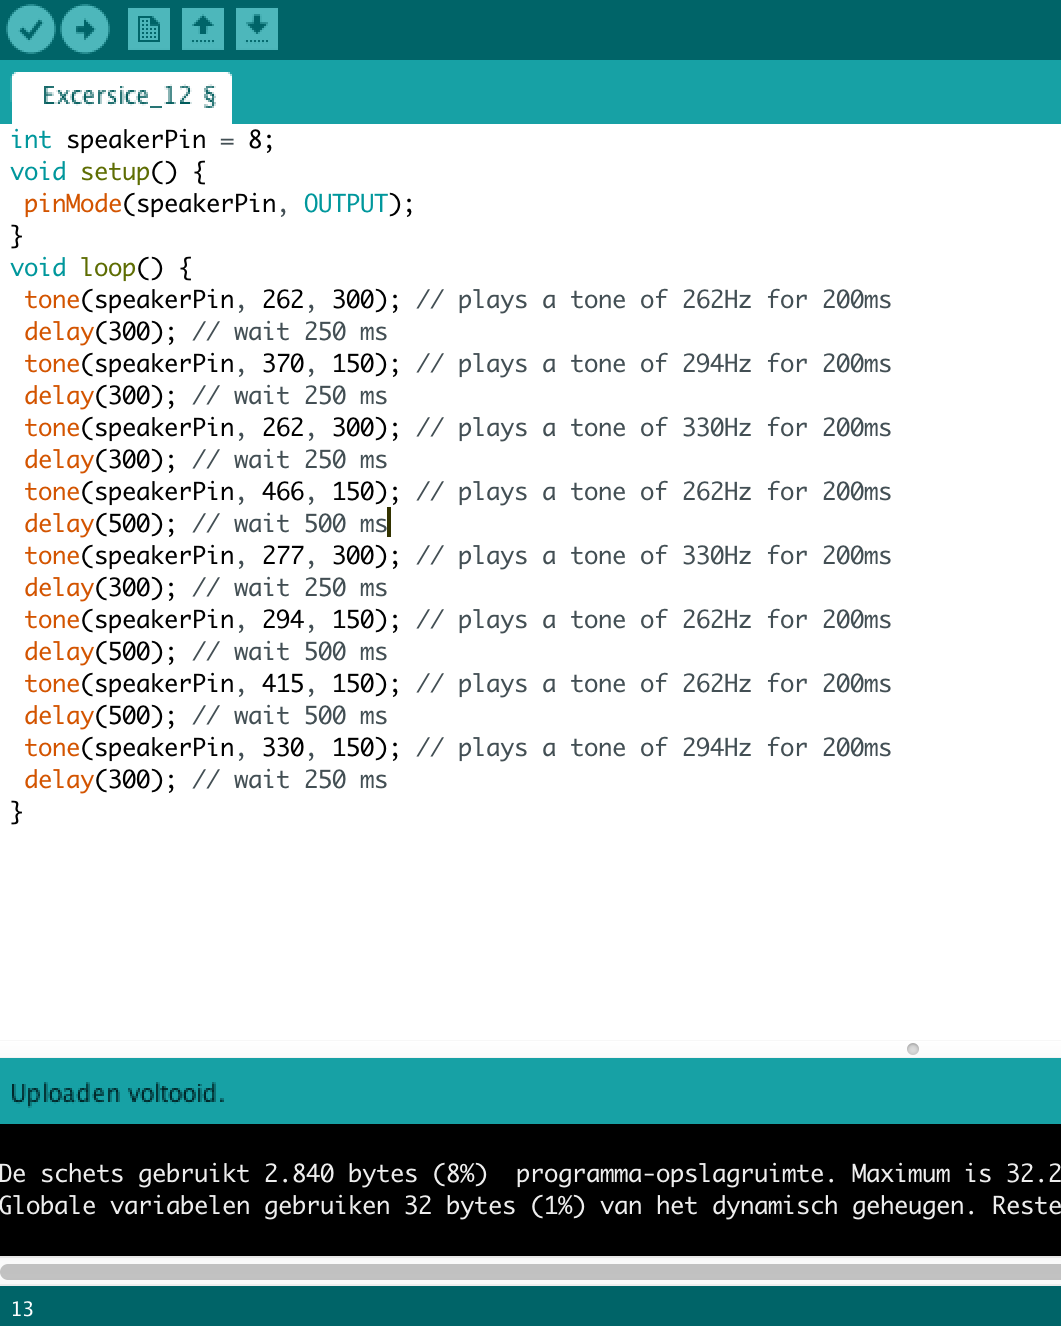 Excersice_12 §
int speakerPin = 8;
void setup() {
pinMode(speakerPin, OUTPUT);
}
void loop() {
tone(speakerPin, 262, 300); // plays a tone of 262Hz for 200ms
delay(300); // wait 250 ms
tone(speakerPin, 370, 150); // plays a tone of 294Hz for 200ms
delay(300); // wait 250 ms
tone(speakerPin, 262, 300); // plays a tone of 330Hz for 200ms
delay(300); // wait 250 ms
tone(speakerPin, 466, 150); // plays a tone of 262Hz for 200ms
delay(500); // wait 500 ms
tone(speakerPin, 277, 300); // plays a tone of 330Hz for 200ms
delay(300); // wait 250 ms
tone(speakerPin, 294, 150); // plays a tone of 262Hz for 200ms
delay(500); // wait 500 ms
tone(speakerPin, 415, 150); // plays a tone of 262Hz for 200ms
delay(500); // wait 500 ms
tone(speakerPin, 330, 150); // plays a tone of 294Hz for 200ms
delay(300); // wait 250 ms
}
Uploaden voltooid.
De schets gebruikt 2.840 bytes (8%)  programma-opslagruimte. Maximum is 32.2
Globale variabelen gebruiken 32 bytes (1%) van het dynamisch geheugen. Reste
13